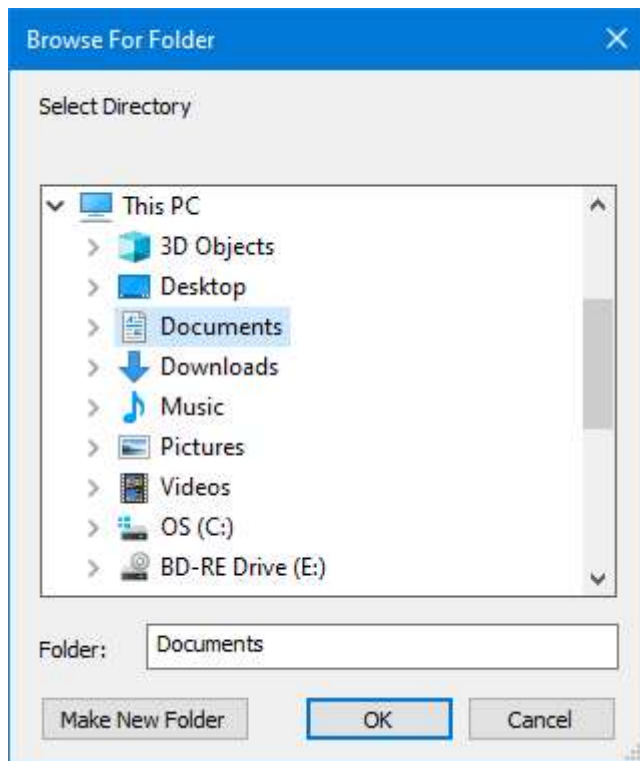 Browse For Folder
Select Directory
This PC
3D Objects
Desktop
Documents
Downloads
Music
Pictures
Videos
OS (C:)
BD-RE Drive (E:)
Folder: Documents
Make New Folder OK Cancel